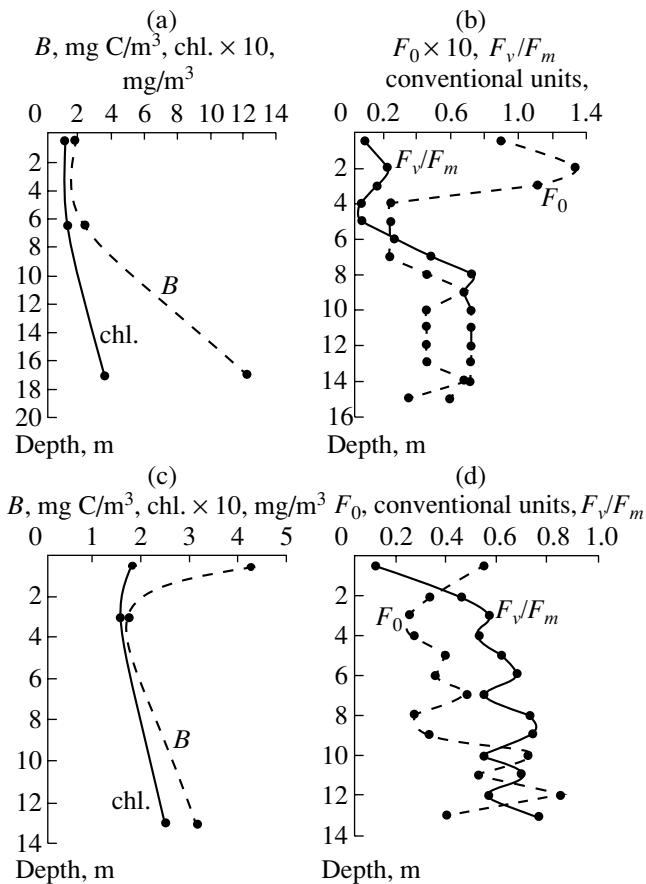 (a)
B, mg C/m³, chl. × 10,
mg/m³
0 2 4 6 8 10 12 14
2
4
6
8
10
12
14
16
18
20
B
chl.
Depth, m
(b)
F₀ × 10, Fᵥ/Fₘ
conventional units,
0 0.2 0.6 1.0 1.4
2
4
6
8
10
12
14
16
Fᵥ/Fₘ
F₀
Depth, m
(c)
B, mg C/m³, chl. × 10, mg/m³
0 1 2 3 4 5
2
4
6
8
10
12
14
B
chl.
Depth, m
(d)
F₀, conventional units, Fᵥ/Fₘ
0 0.2 0.4 0.6 0.8 1.0
2
4
6
8
10
12
14
F₀
Fᵥ/Fₘ
Depth, m